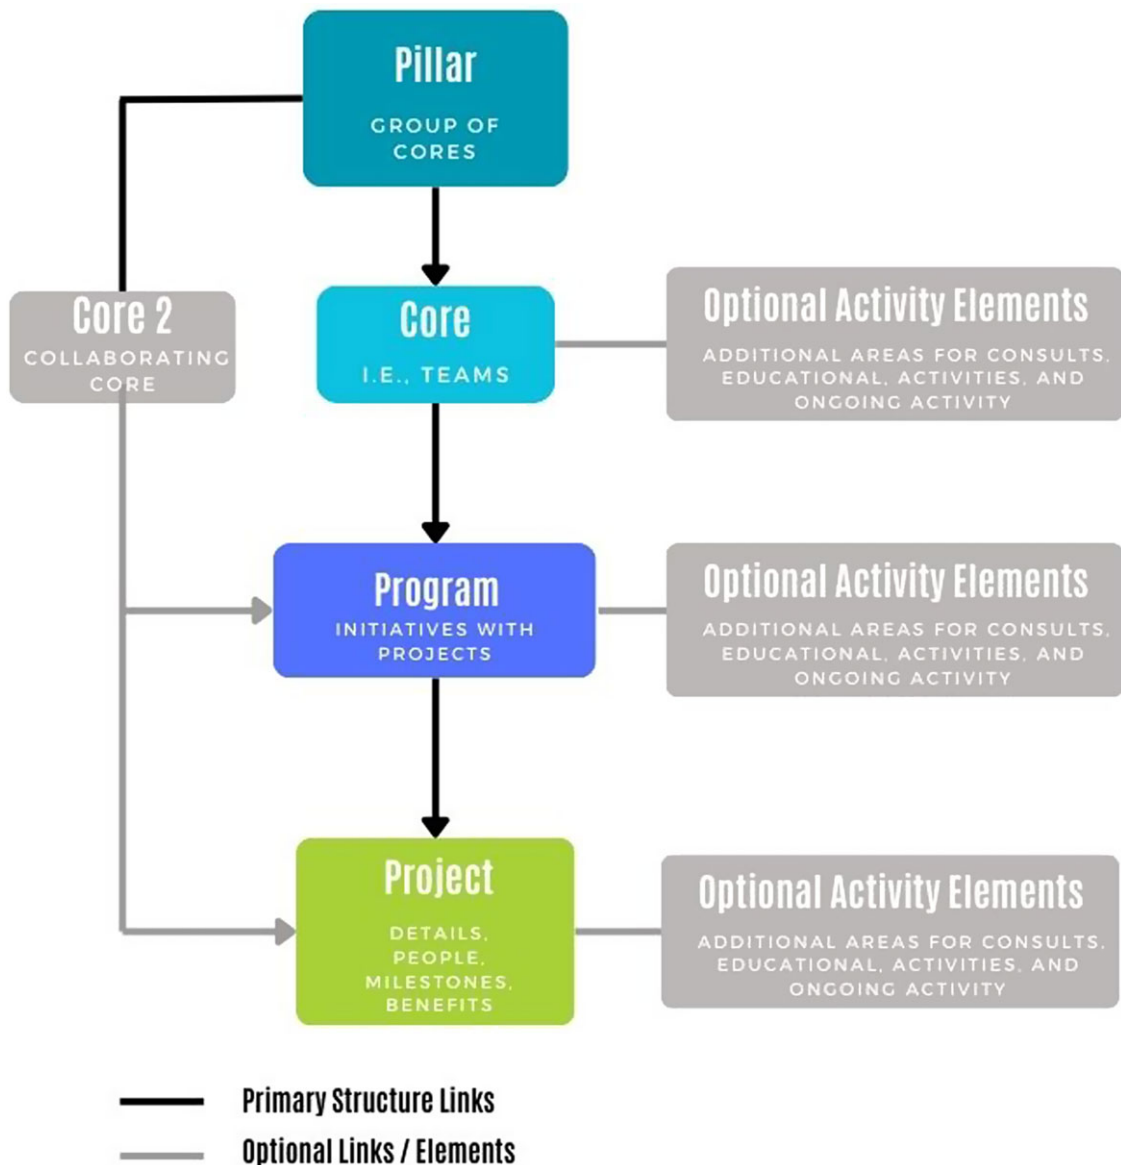 Pillar
GROUP OF
CORES
Core 2
COLLABORATING
CORE
Core
I.E., TEAMS
Optional Activity Elements
ADDITIONAL AREAS FOR CONSULTS,
EDUCATIONAL, ACTIVITIES, AND
ONGOING ACTIVITY
Program
INITIATIVES WITH
PROJECTS
Optional Activity Elements
ADDITIONAL AREAS FOR CONSULTS,
EDUCATIONAL, ACTIVITIES, AND
ONGOING ACTIVITY
Project
DETAILS,
PEOPLE,
MILESTONES,
BENEFITS
Optional Activity Elements
ADDITIONAL AREAS FOR CONSULTS,
EDUCATIONAL, ACTIVITIES, AND
ONGOING ACTIVITY
Primary Structure Links
Optional Links / Elements